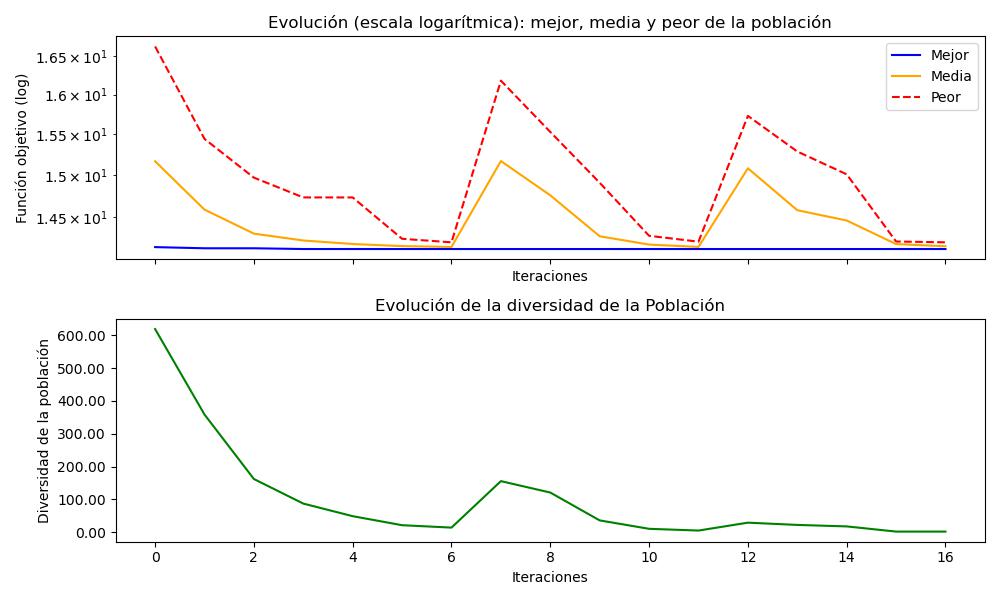 Evolución (escala logarítmica): mejor, media y peor de la población
Función objetivo (log)
1.65 × 10¹
1.6 × 10¹
1.55 × 10¹
1.5 × 10¹
1.45 × 10¹
Mejor
Media
Peor
Iteraciones
Evolución de la diversidad de la Población
Diversidad de la población
600.00
500.00
400.00
300.00
200.00
100.00
0.00
0 2 4 6 8 10 12 14 16
Iteraciones